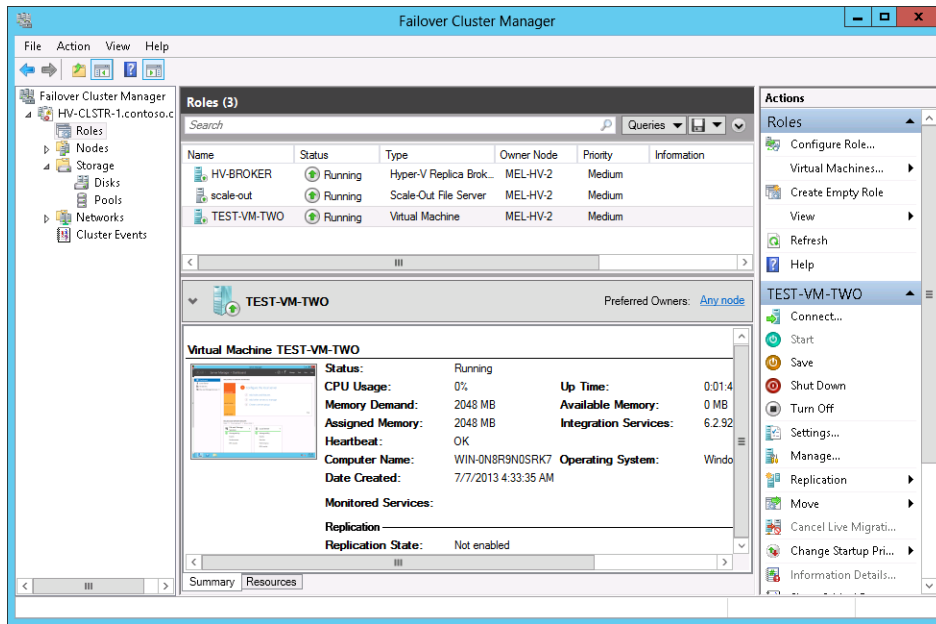 Failover Cluster Manager
File Action View Help
Failover Cluster Manager
HV-CLSTR-1.contoso.c
Roles
Nodes
Storage
Disks
Pools
Networks
Cluster Events
Roles (3)
Search Queries
Name Status Type Owner Node Priority Information
HV-BROKER Running Hyper-V Replica Brok... MEL-HV-2 Medium
scale-out Running Scale-Out File Server MEL-HV-2 Medium
TEST-VM-TWO Running Virtual Machine MEL-HV-2 Medium
TEST-VM-TWO Preferred Owners: Any node
Virtual Machine TEST-VM-TWO
Status: Running
CPU Usage: 0% Up Time: 0:01:4
Memory Demand: 2048 MB Available Memory: 0 MB
Assigned Memory: 2048 MB Integration Services: 6.2.92
Heartbeat: OK
Computer Name: WIN-0N8R9N0SRK7 Operating System: Windo
Date Created: 7/7/2013 4:33:35 AM
Monitored Services:
Replication
Replication State: Not enabled
Summary Resources
Actions
Roles
Configure Role...
Virtual Machines...
Create Empty Role
View
Refresh
Help
TEST-VM-TWO
Connect...
Start
Save
Shut Down
Turn Off
Settings...
Manage...
Replication
Move
Cancel Live Migrati...
Change Startup Pri...
Information Details...